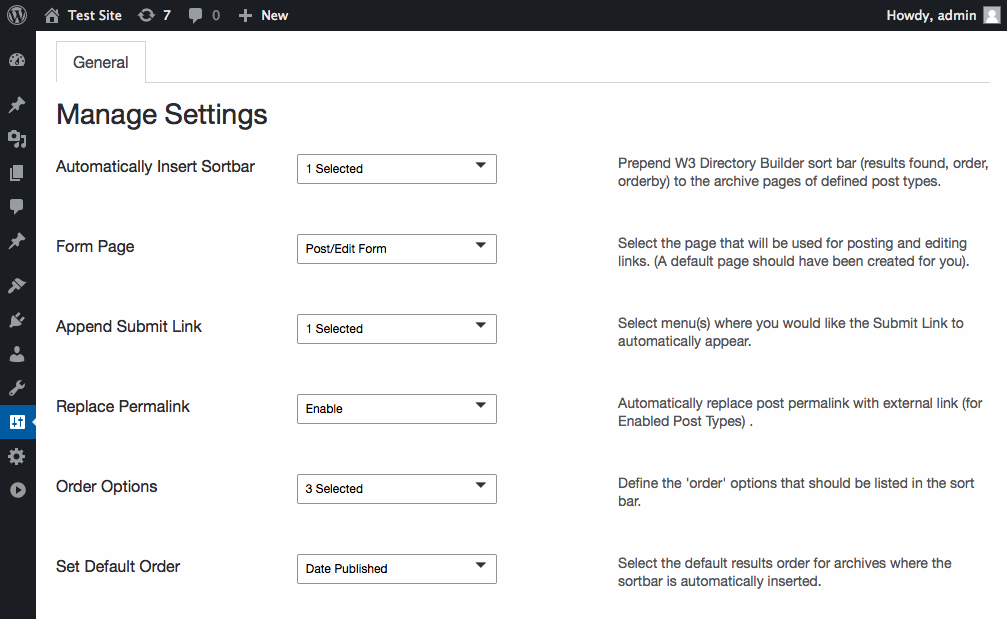 Test Site 7 0 New Howdy, admin
General
Manage Settings
Automatically Insert Sortbar
1 Selected
Prepend W3 Directory Builder sort bar (results found, order,
orderby) to the archive pages of defined post types.
Form Page
Post/Edit Form
Select the page that will be used for posting and editing
links. (A default page should have been created for you).
Append Submit Link
1 Selected
Select menu(s) where you would like the Submit Link to
automatically appear.
Replace Permalink
Enable
Automatically replace post permalink with external link (for
Enabled Post Types) .
Order Options
3 Selected
Define the 'order' options that should be listed in the sort
bar.
Set Default Order
Date Published
Select the default results order for archives where the
sortbar is automatically inserted.